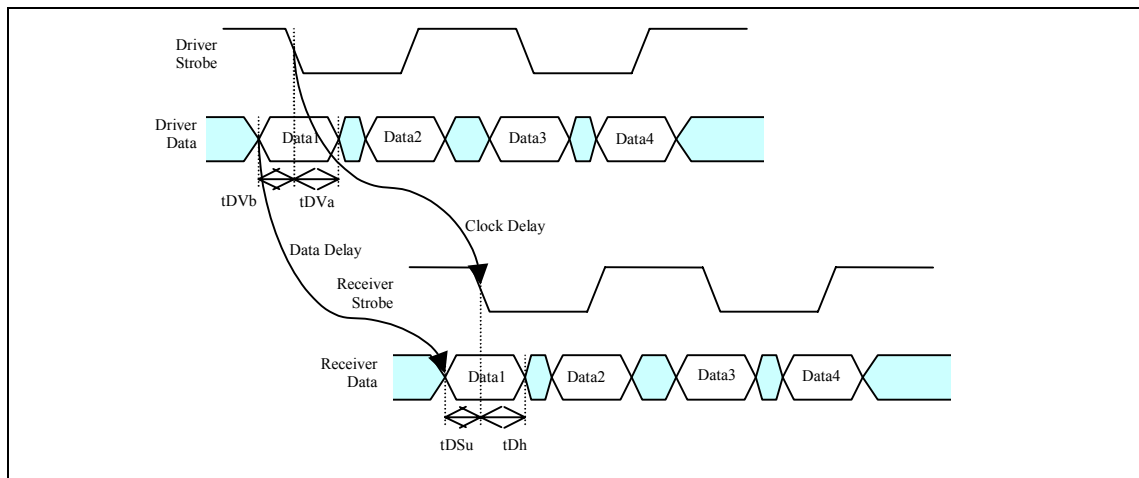 Driver
Strobe
Driver
Data
Data1
Data2
Data3
Data4
tDVb
tDVa
Clock Delay
Data Delay
Receiver
Strobe
Receiver
Data
Data1
Data2
Data3
Data4
tDSu
tDh